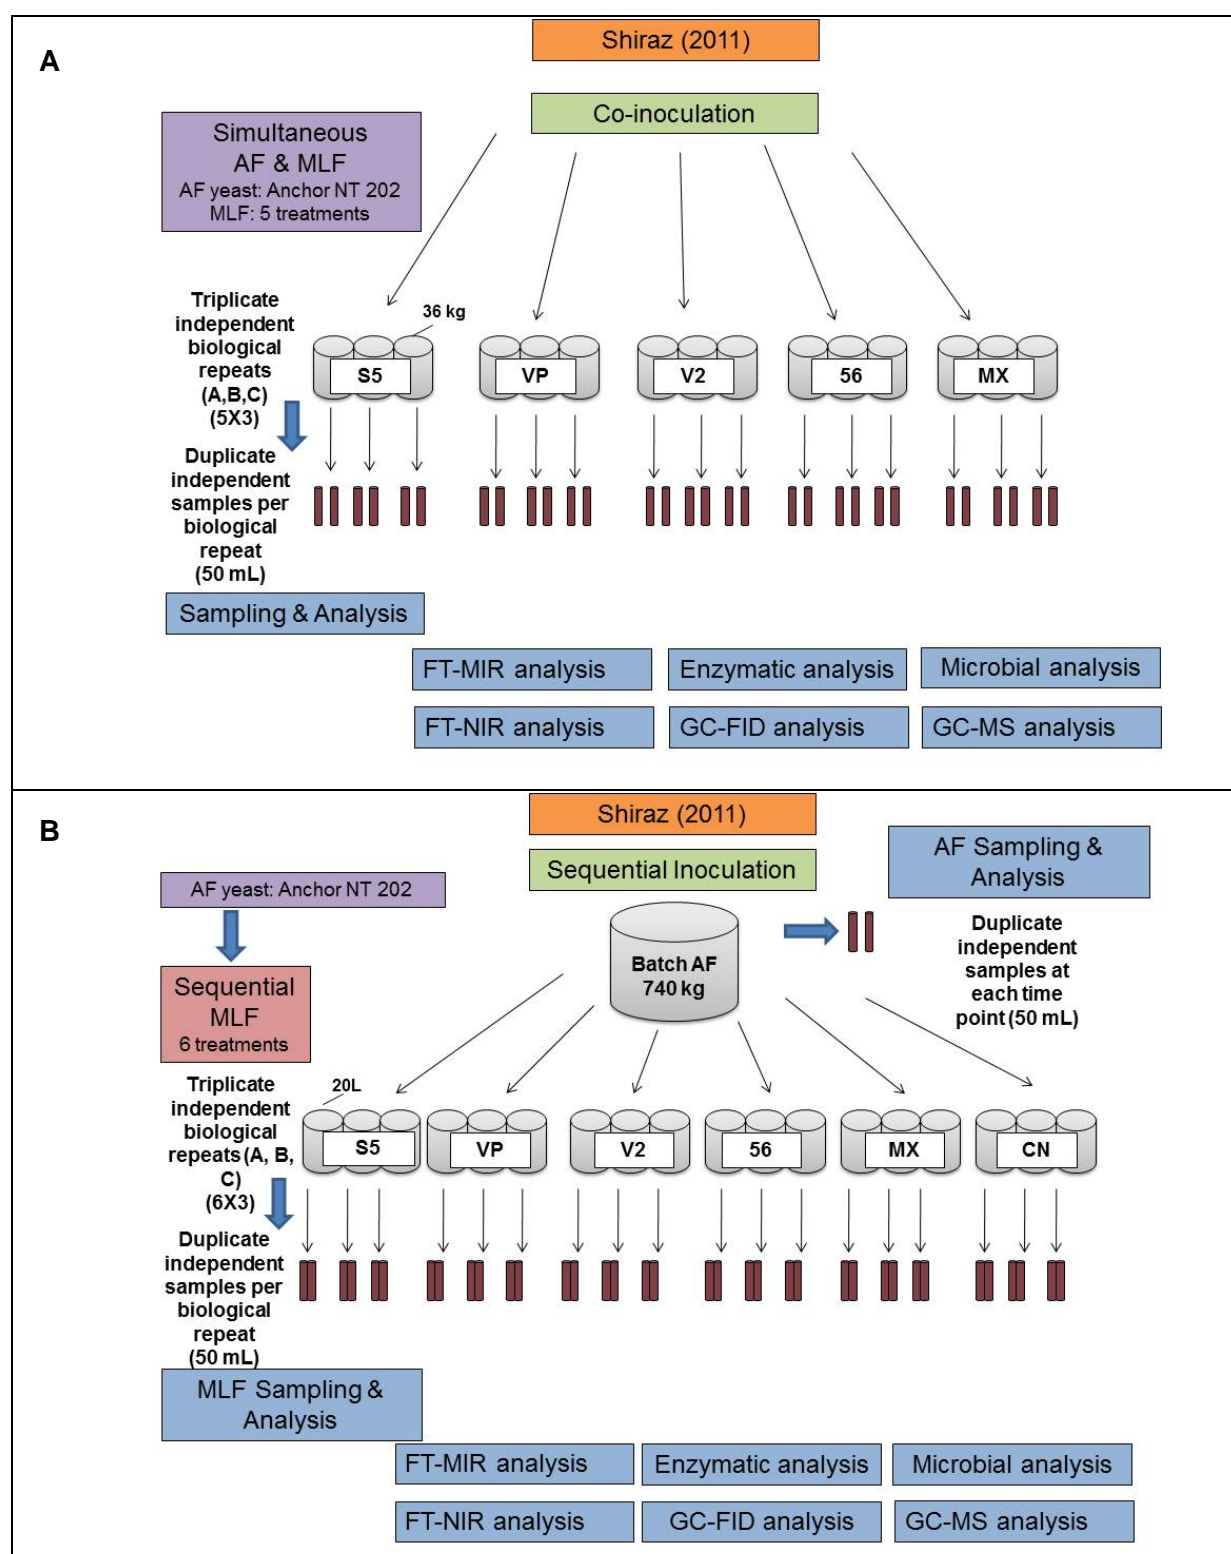 A
Shiraz (2011)
Co-inoculation
Simultaneous
AF & MLF
AF yeast: Anchor NT 202
MLF: 5 treatments
Triplicate
independent
biological
repeats
(A,B,C)
(5X3)
36 kg
S5
VP
V2
56
MX
Duplicate
independent
samples per
biological
repeat
(50 mL)
Sampling & Analysis
FT-MIR analysis
Enzymatic analysis
Microbial analysis
FT-NIR analysis
GC-FID analysis
GC-MS analysis
B
Shiraz (2011)
Sequential Inoculation
AF Sampling &
Analysis
AF yeast: Anchor NT 202
Batch AF
740 kg
Duplicate
independent
samples at
each time
point (50 mL)
Sequential
MLF
6 treatments
Triplicate
independent
biological
repeats (A, B,
C)
(6X3)
20L
S5
VP
V2
56
MX
CN
Duplicate
independent
samples per
biological
repeat
(50 mL)
MLF Sampling &
Analysis
FT-MIR analysis
Enzymatic analysis
Microbial analysis
FT-NIR analysis
GC-FID analysis
GC-MS analysis